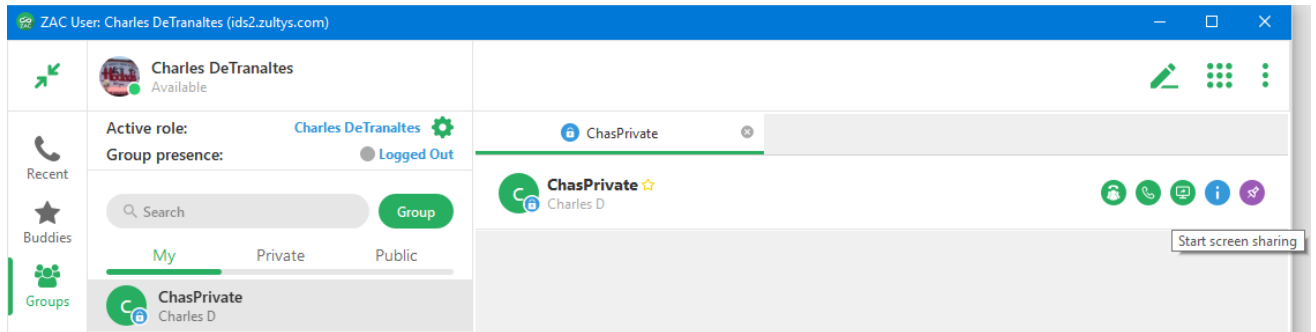 ZAC User: Charles DeTranaltes (ids2.zultys.com)
Charles DeTranaltes
Available
Recent
Buddies
Groups
Active role: Charles DeTranaltes
Group presence: Logged Out
Search
Group
My Private Public
ChasPrivate
Charles D
ChasPrivate
ChasPrivate
Charles D
Start screen sharing